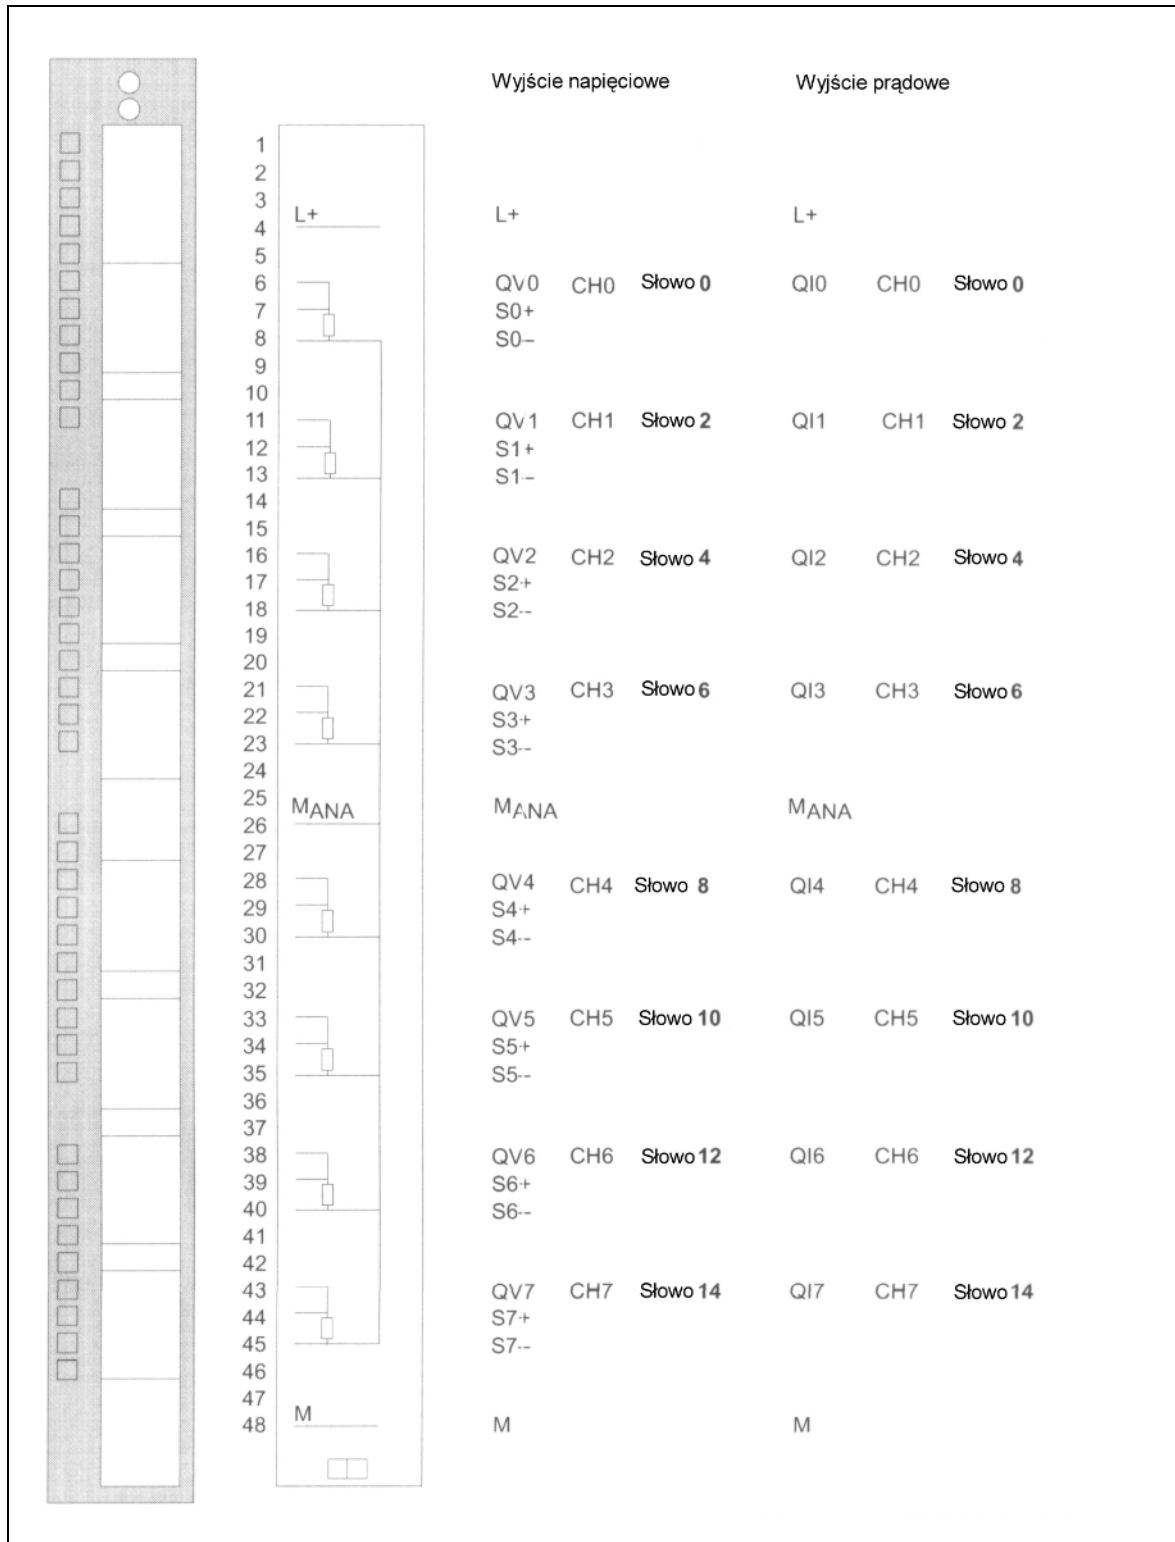 Wyjście napięciowe Wyjście prądowe
1
2
3
L+ L+ L+
4
5
6 QV0 CH0 Słowo 0 QI0 CH0 Słowo 0
7 S0+
8 S0-
9
10
11 QV1 CH1 Słowo 2 QI1 CH1 Słowo 2
12 S1+
13 S1-
14
15
16 QV2 CH2 Słowo 4 QI2 CH2 Słowo 4
17 S2+
18 S2-
19
20
21 QV3 CH3 Słowo 6 QI3 CH3 Słowo 6
22 S3+
23 S3-
24
25 MANA MANA MANA
26
27
28 QV4 CH4 Słowo 8 QI4 CH4 Słowo 8
29 S4+
30 S4-
31
32
33 QV5 CH5 Słowo 10 QI5 CH5 Słowo 10
34 S5+
35 S5-
36
37
38 QV6 CH6 Słowo 12 QI6 CH6 Słowo 12
39 S6+
40 S6-
41
42
43 QV7 CH7 Słowo 14 QI7 CH7 Słowo 14
44 S7+
45 S7-
46
47
48 M M M